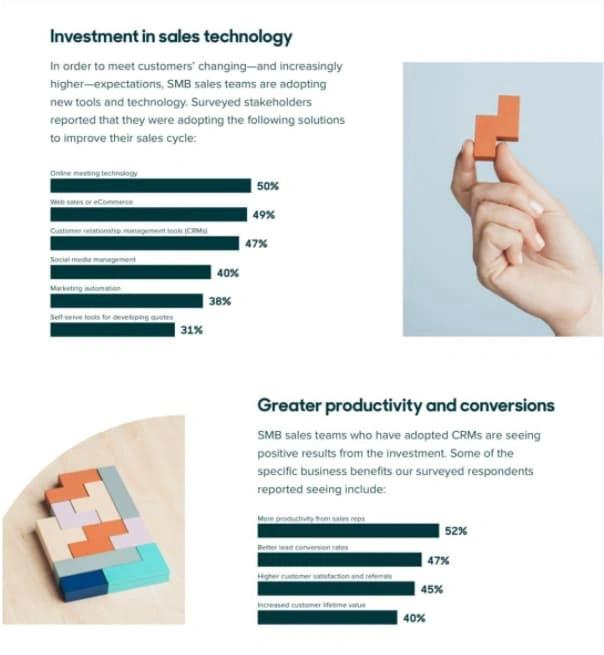 Investment in sales technology
In order to meet customers' changing—and increasingly
higher—expectations, SMB sales teams are adopting
new tools and technology. Surveyed stakeholders
reported that they were adopting the following solutions
to improve their sales cycle:
Online meeting technology
50%
Web sales or eCommerce
49%
Customer relationship management tools (CRMs)
47%
Social media management
40%
Marketing automation
38%
Self-serve tools for developing quotes
31%
Greater productivity and conversions
SMB sales teams who have adopted CRMs are seeing
positive results from the investment. Some of the
specific business benefits our surveyed respondents
reported seeing include:
More productivity from sales reps
52%
Better lead conversion rates
47%
Higher customer satisfaction and referrals
45%
Increased customer lifetime value
40%